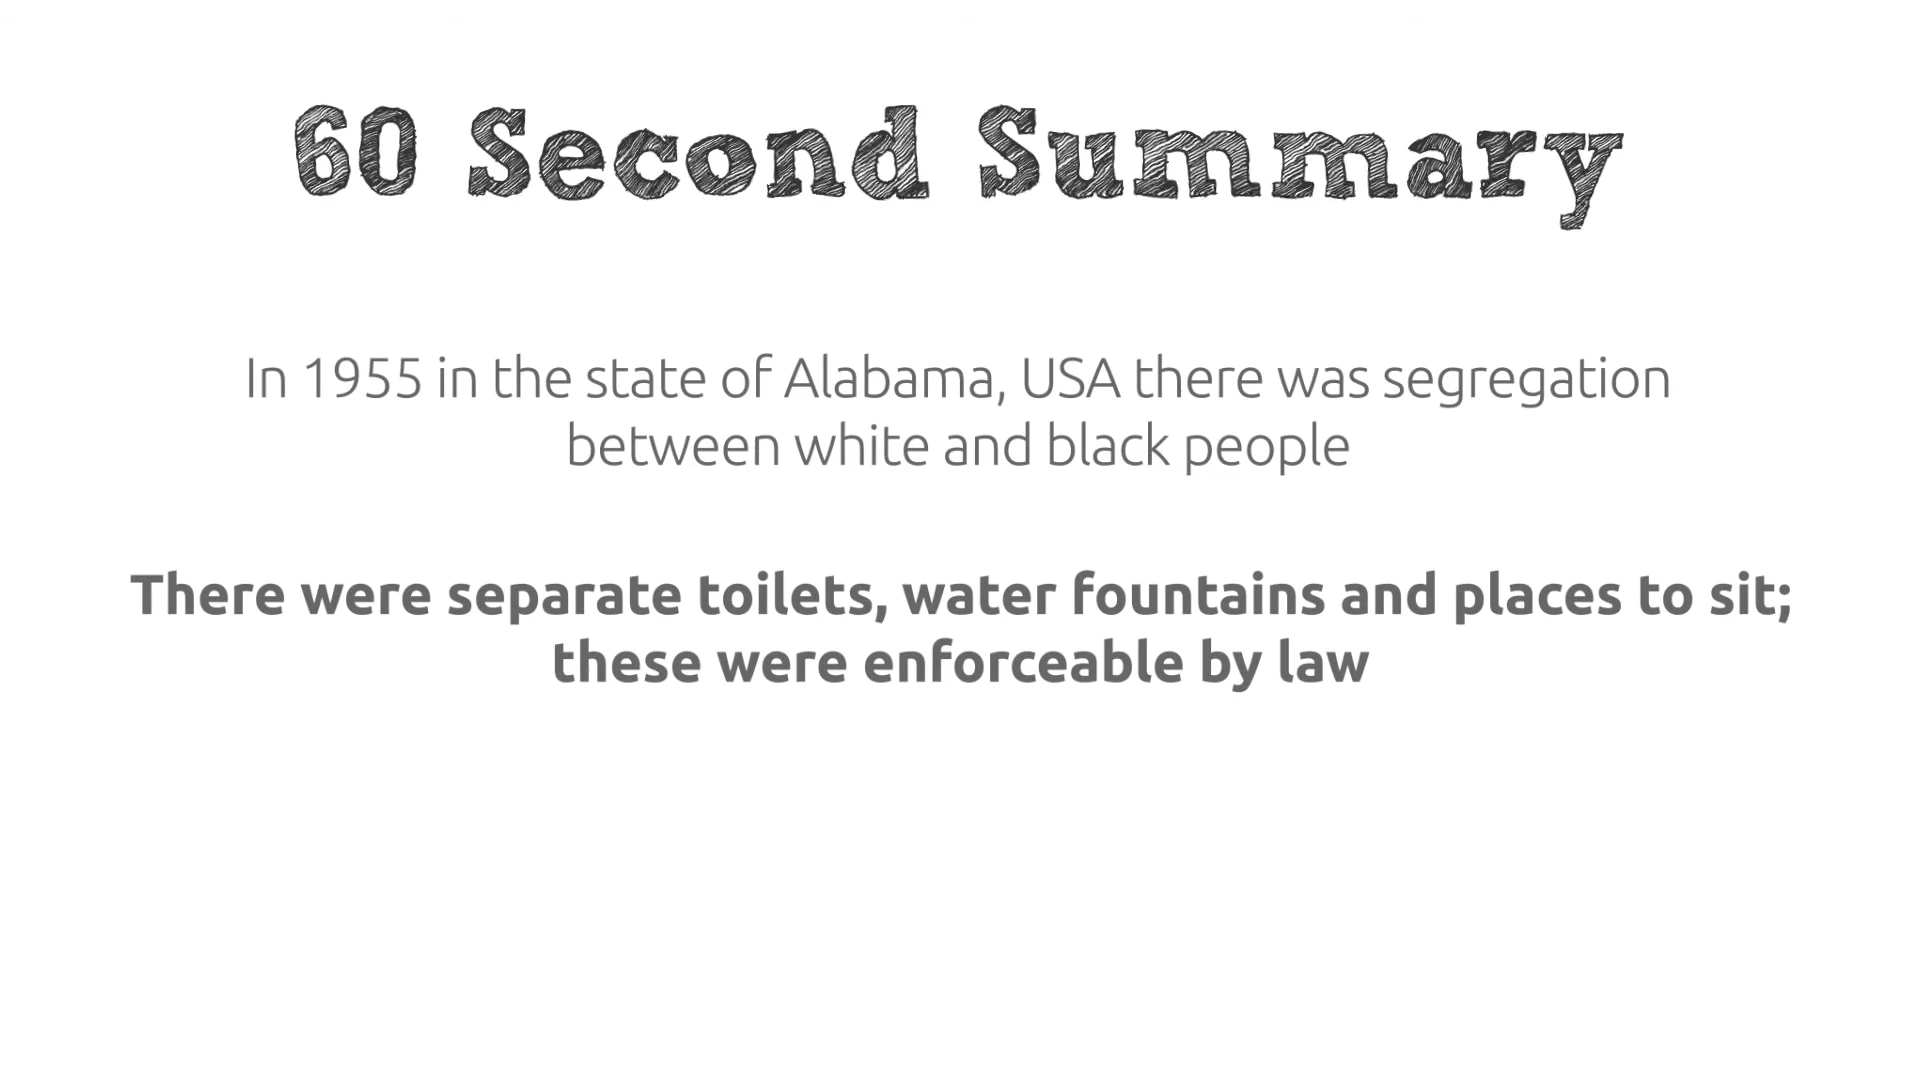 60 Second Summary
In 1955 in the state of Alabama, USA there was segregation
between white and black people
There were separate toilets, water fountains and places to sit;
these were enforceable by law